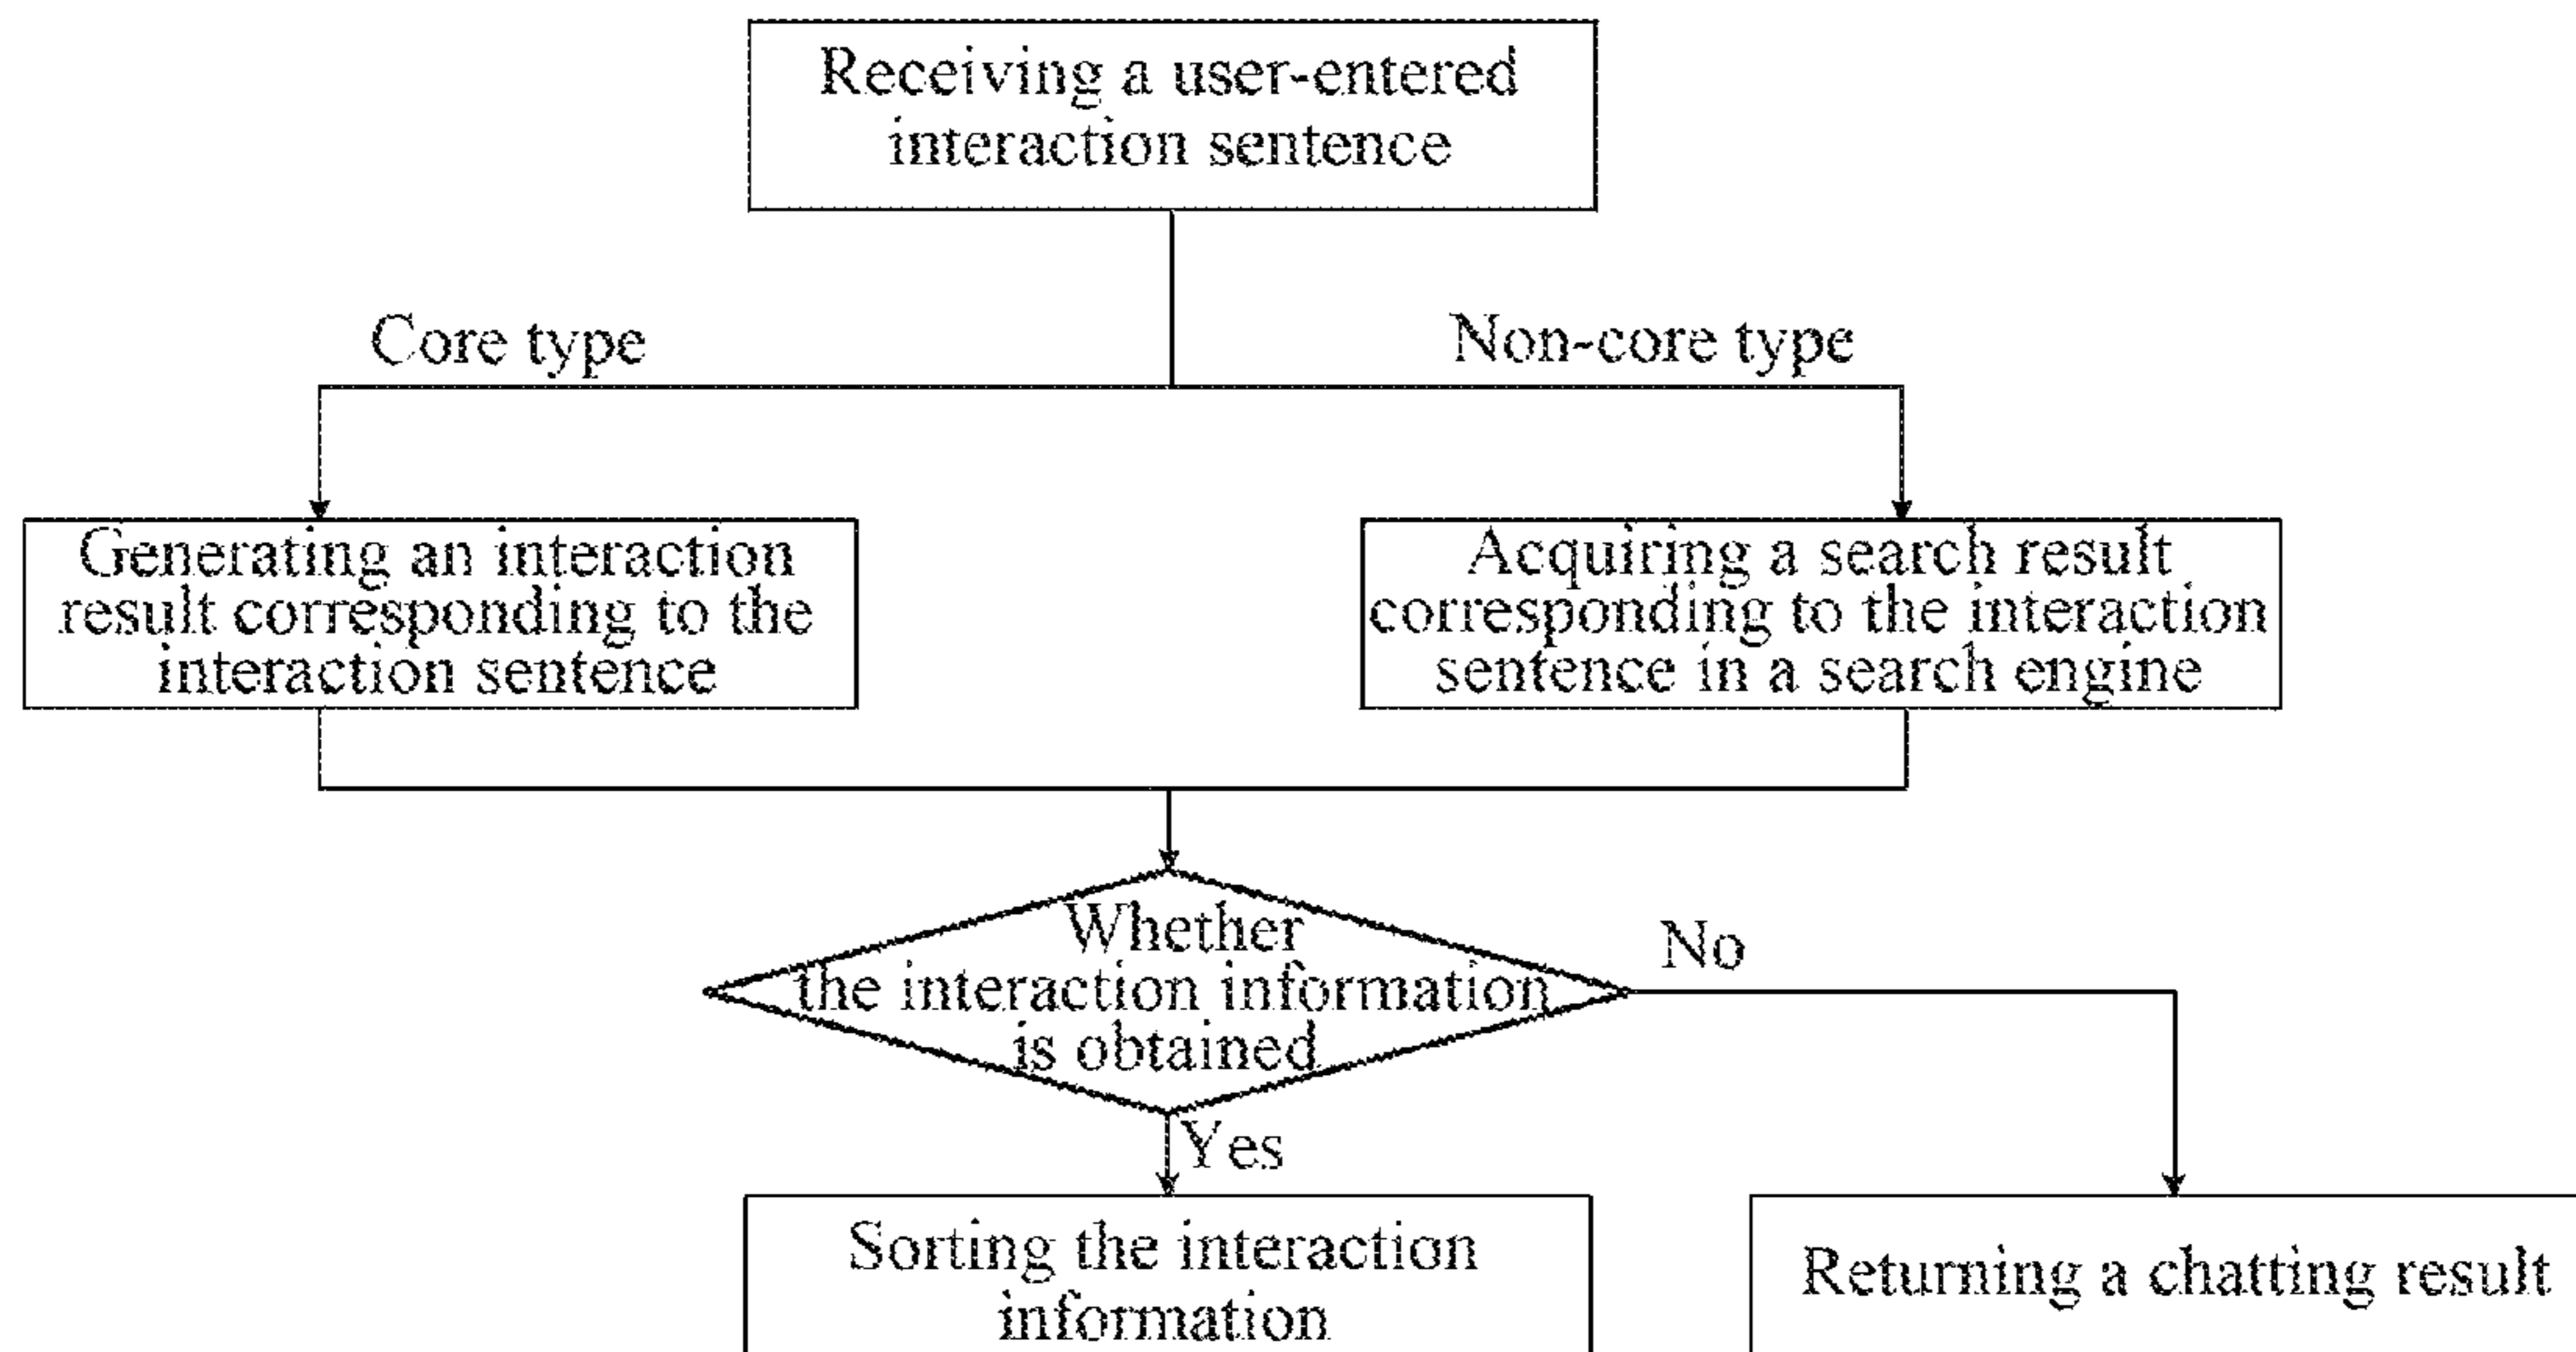 Receiving a user-entered
interaction sentence
Core type
Non-core type
Generating an interaction
result corresponding to the
interaction sentence
Acquiring a search result
corresponding to the interaction
sentence in a search engine
Whether
the interaction information
is obtained
No
Yes
Sorting the interaction
information
Returning a chatting result